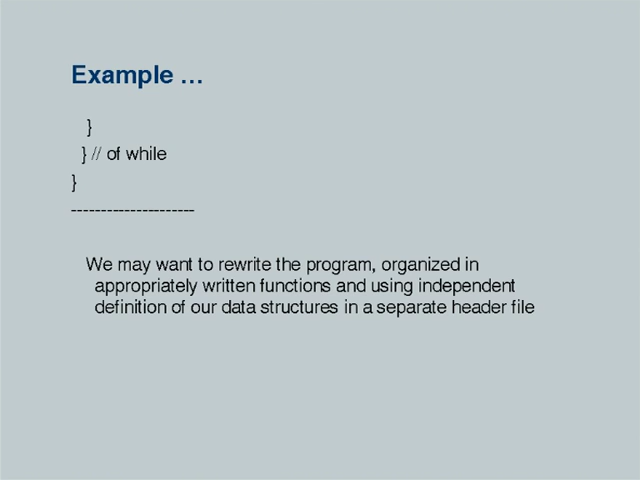 Example …
}
} // of while
}
---------------------
We may want to rewrite the program, organized in
appropriately written functions and using independent
definition of our data structures in a separate header file